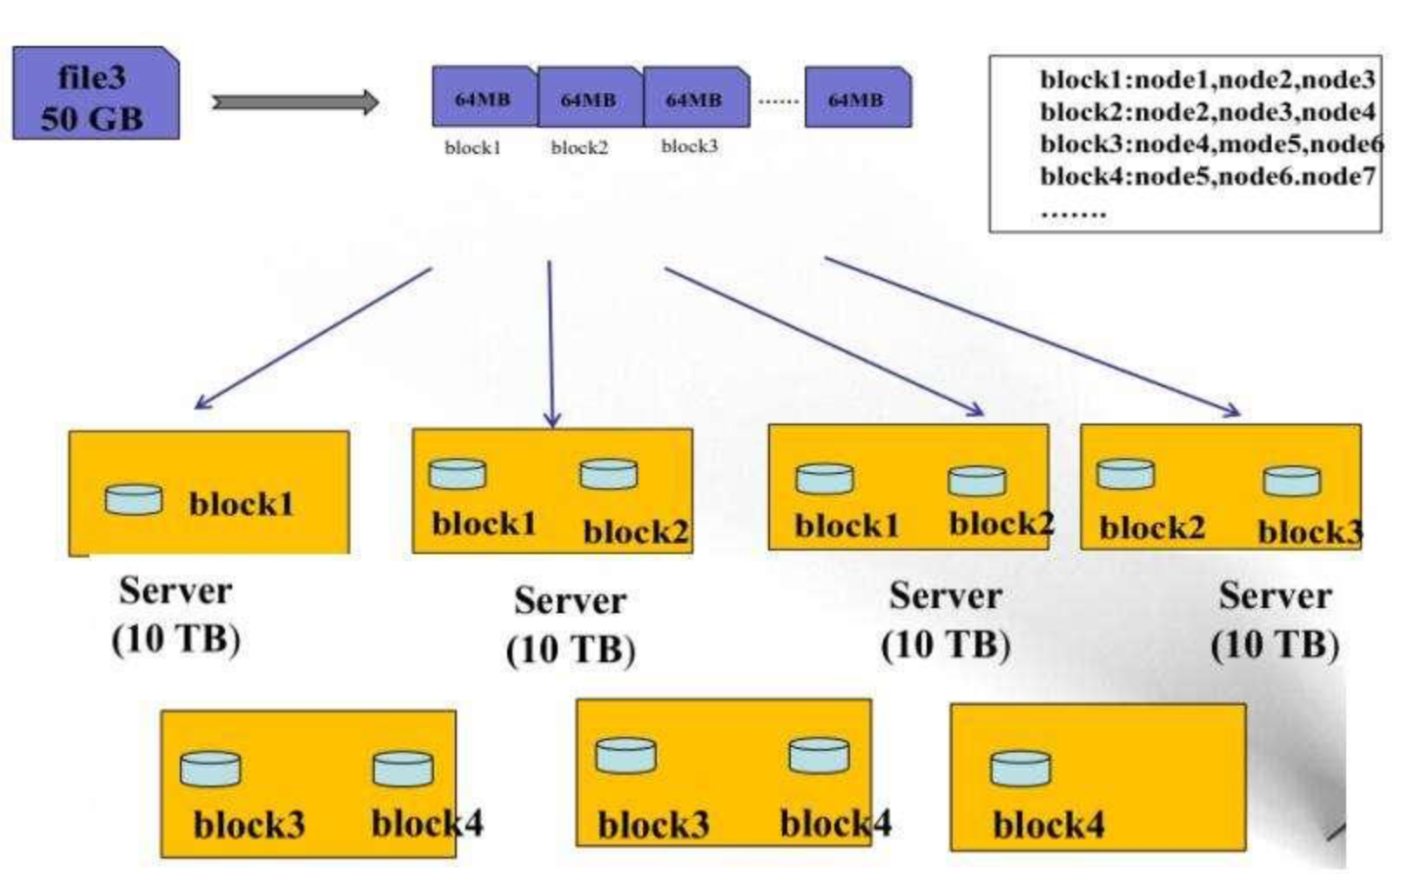 file3
50 GB
64MB
64MB
64MB
......
64MB
block1
block2
block3
block1:node1,node2,node3
block2:node2,node3,node4
block3:node4,mode5,node6
block4:node5,node6.node7
.......
block1
block1
block2
block1
block2
block2
block3
Server
(10 TB)
Server
(10 TB)
Server
(10 TB)
Server
(10 TB)
block3
block4
block3
block4
block4